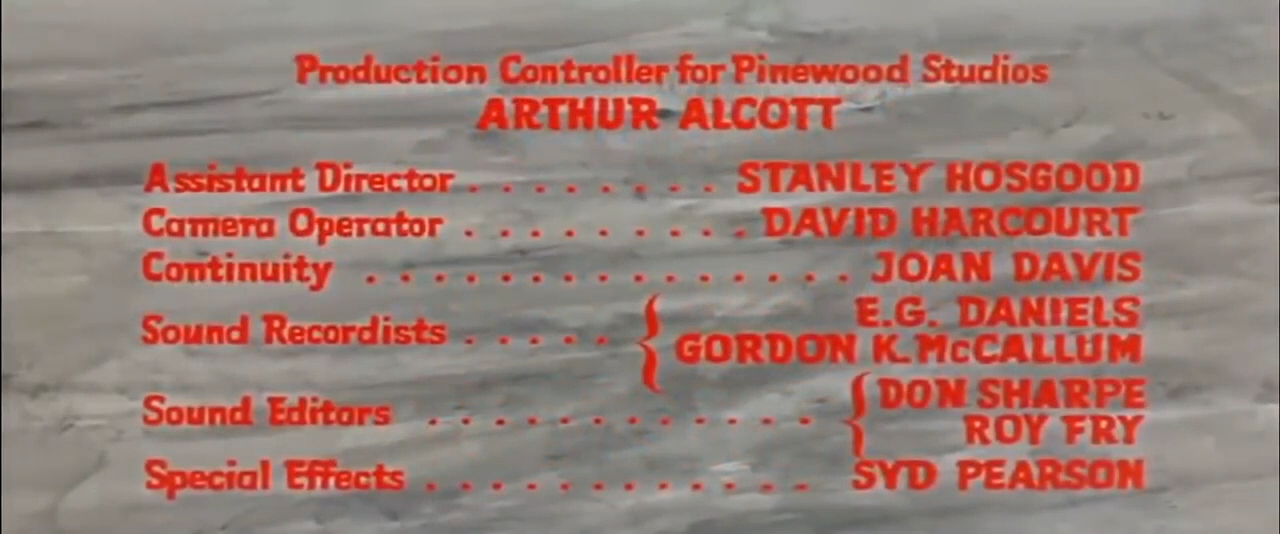 Production Controller for Pinewood Studios
ARTHUR ALCOTT
Assistant Director . . . . . . . . STANLEY HOSGOOD
Camera Operator . . . . . . . . . DAVID HARCOURT
Continuity . . . . . . . . . . . . . . . . JOAN DAVIS
Sound Recordists . . . . . { E.G. DANIELS
GORDON K. McCALLUM
Sound Editors . . . . . . . . . . . . { DON SHARPE
ROY FRY
Special Effects . . . . . . . . . . . . SYD PEARSON